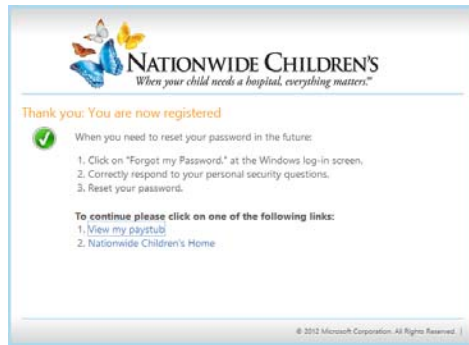 NATIONWIDE CHILDREN'S
When your child needs a hospital, everything matters.℠
Thank you: You are now registered
When you need to reset your password in the future:
1. Click on "Forgot my Password." at the Windows log-in screen.
2. Correctly respond to your personal security questions.
3. Reset your password.
To continue please click on one of the following links:
1. View my paystub
2. Nationwide Children's Home
© 2012 Microsoft Corporation. All Rights Reserved. |